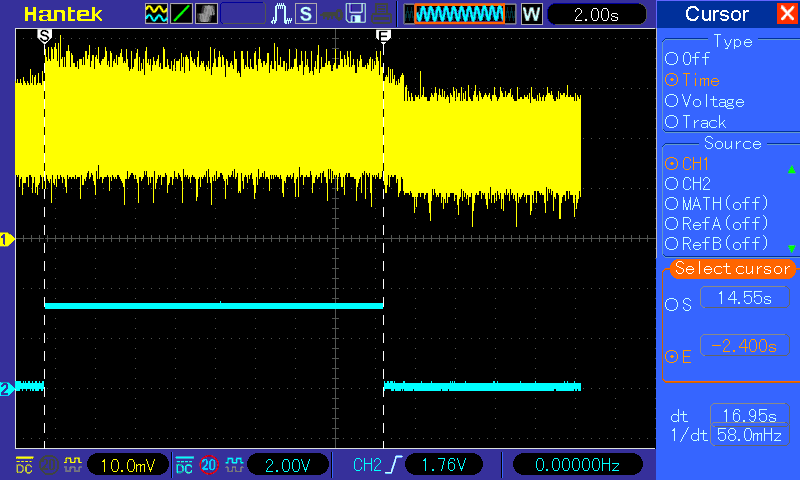 Hantek S W 2.00s Cursor
S E
Type
Off
Time
Voltage
Track
Source
CH1
CH2
MATH(off)
RefA(off)
RefB(off)
1
Select cursor
S 14.55s
E -2.400s
2
dt 16.95s
1/dt 58.0mHz
DC 20 10.0mV DC 20 2.00V CH2 1.76V 0.00000Hz